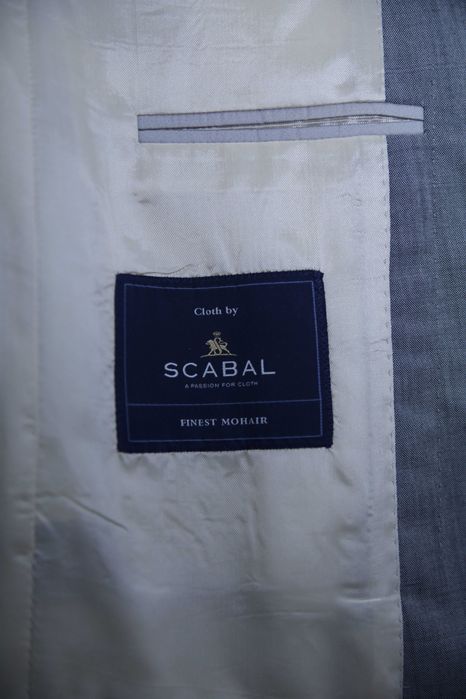 Cloth by
SCABAL
A PASSION FOR CLOTH
FINEST MOHAIR